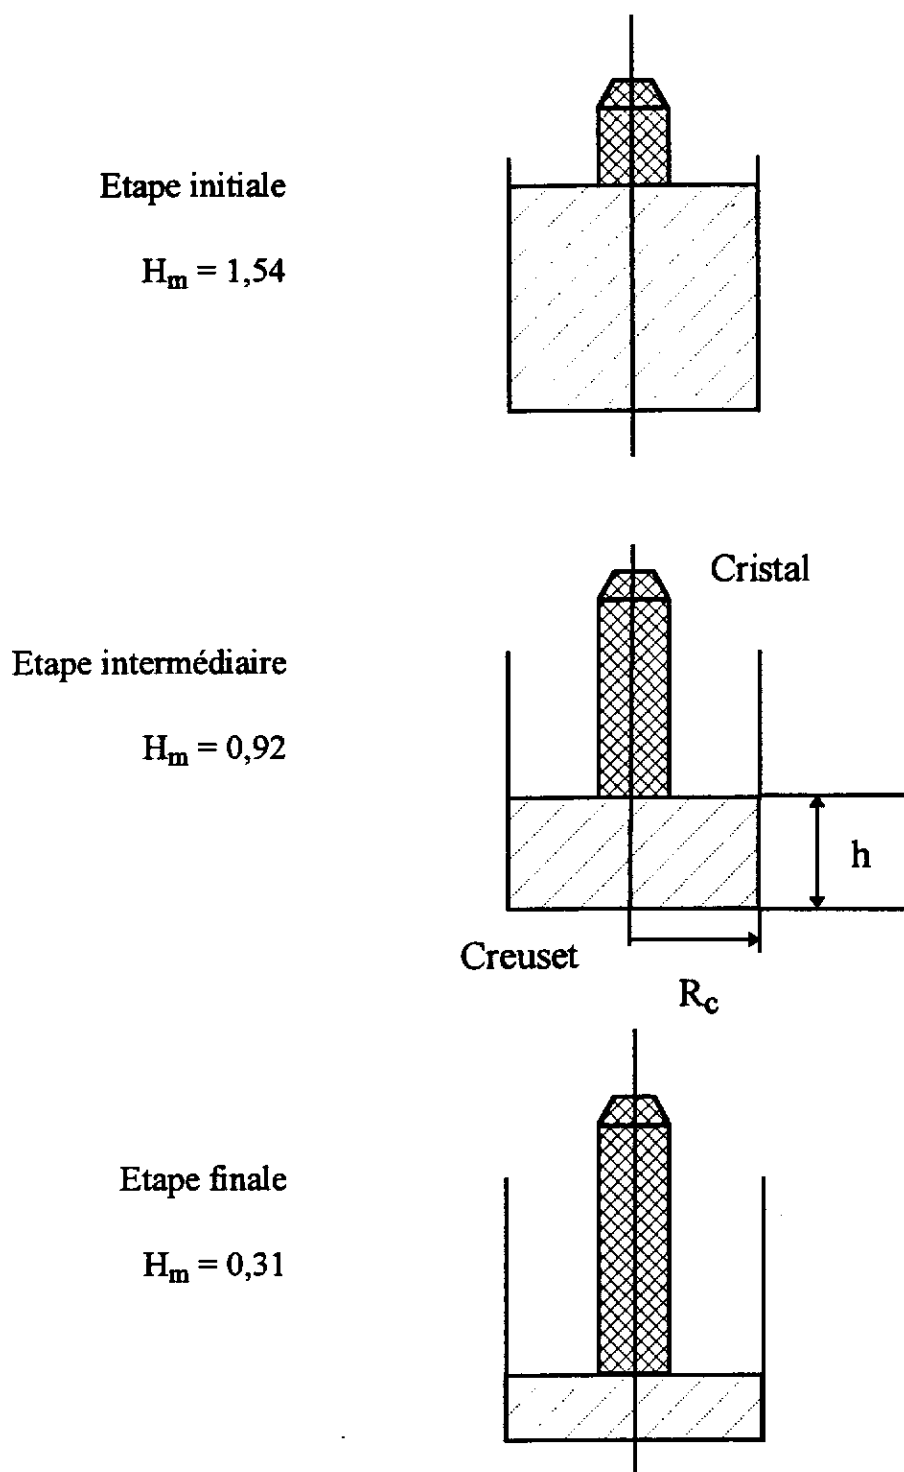 Etape initiale
H_m = 1,54
Cristal
Etape intermédiaire
H_m = 0,92
h
Creuset
R_c
Etape finale
H_m = 0,31